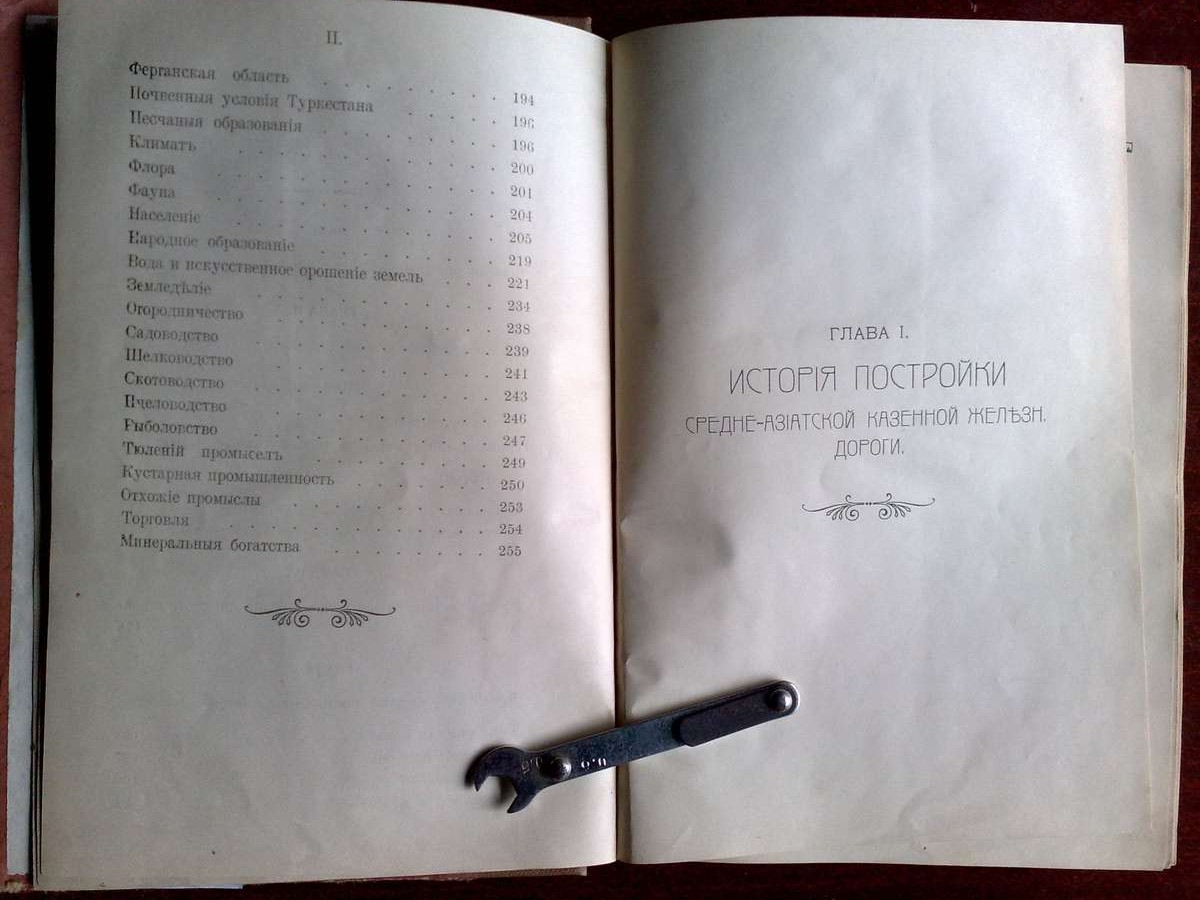 II.
Ферганская область . . . . . . . . 194
Почвенныя условія Туркестана . . . . . 196
Песчаныя образованія . . . . . . . . 196
Климатъ . . . . . . . . . . . 200
Флора . . . . . . . . . . . . 201
Фауна . . . . . . . . . . . . 204
Населеніе . . . . . . . . . . . 205
Народное образованіе . . . . . . . . 219
Вода и искусственное орошеніе земель . . . 221
Земледѣліе . . . . . . . . . . 234
Огородничество . . . . . . . . . 238
Садоводство . . . . . . . . . . 239
Шелководство . . . . . . . . . . 241
Скотоводство . . . . . . . . . . 243
Пчеловодство . . . . . . . . . . 246
Рыболовство . . . . . . . . . . 247
Тюленій промыселъ . . . . . . . . 249
Кустарная промышленность . . . . . . 250
Отхожіе промыслы . . . . . . . . . 253
Торговля . . . . . . . . . . . 254
Минеральныя богатства . . . . . . . 255
ГЛАВА I.
ИСТОРІЯ ПОСТРОЙКИ
СРЕДНЕ-АЗІАТСКОЙ КАЗЕННОЙ ЖЕЛѢЗН.
ДОРОГИ.